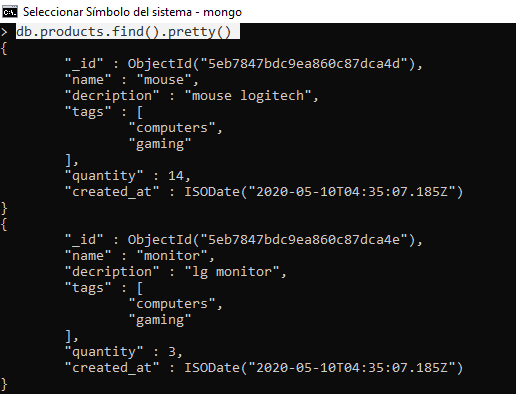 Seleccionar Símbolo del sistema - mongo
> db.products.find().pretty()
{
"_id" : ObjectId("5eb7847bdc9ea860c87dca4d"),
"name" : "mouse",
"decription" : "mouse logitech",
"tags" : [
"computers",
"gaming"
],
"quantity" : 14,
"created_at" : ISODate("2020-05-10T04:35:07.185Z")
}
{
"_id" : ObjectId("5eb7847bdc9ea860c87dca4e"),
"name" : "monitor",
"decription" : "lg monitor",
"tags" : [
"computers",
"gaming"
],
"quantity" : 3,
"created_at" : ISODate("2020-05-10T04:35:07.185Z")
}